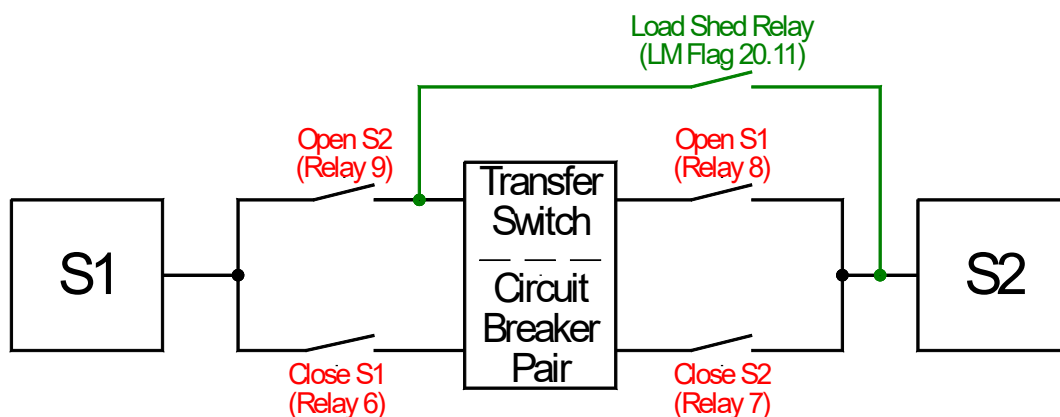 Load Shed Relay
(LM Flag 20.11)
Open S2
(Relay 9)
Open S1
(Relay 8)
S1
Transfer
Switch
Circuit
Breaker
Pair
S2
Close S1
(Relay 6)
Close S2
(Relay 7)